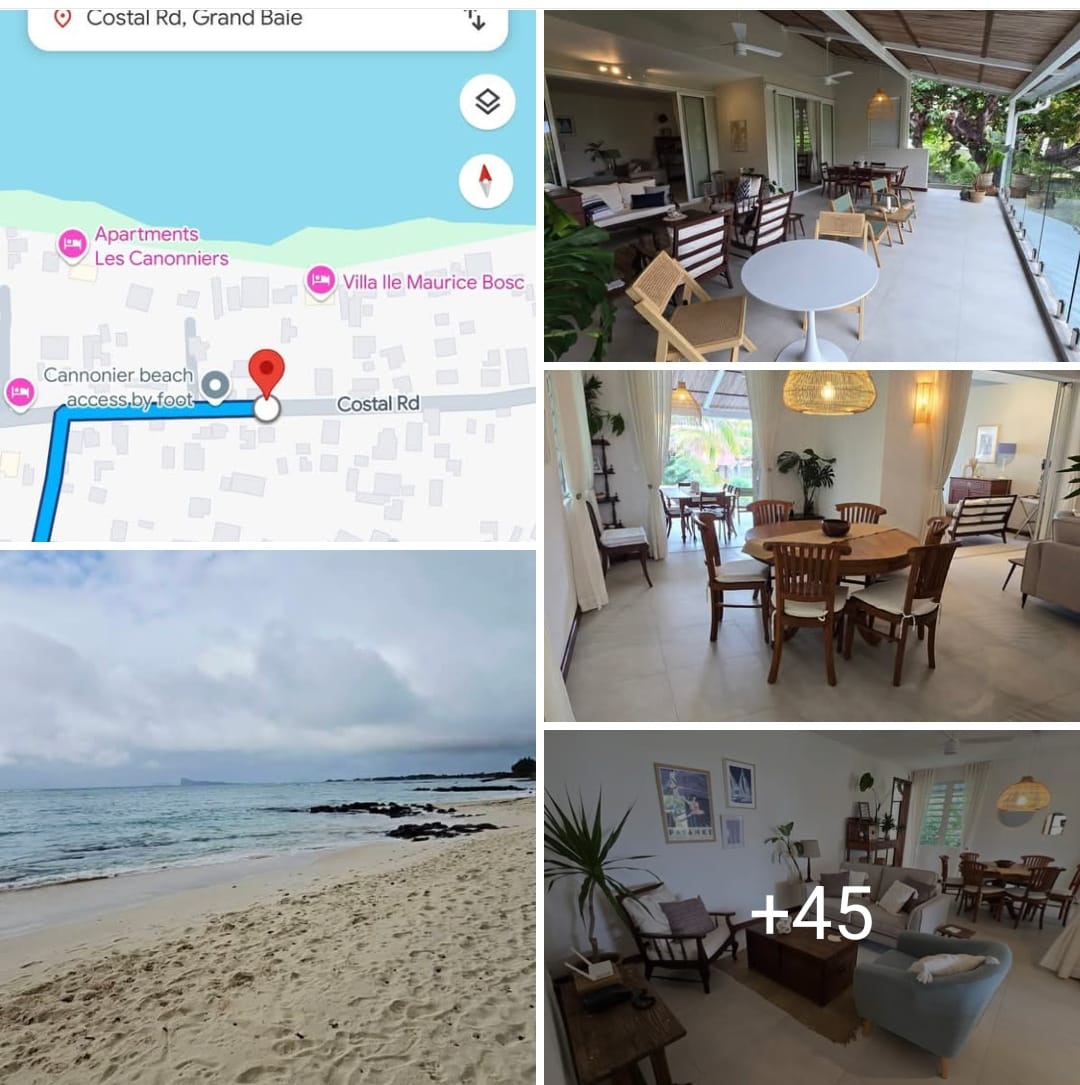 Costal Rd, Grand Baie
Apartments
Les Canonniers
Villa Ile Maurice Bosc
Cannonier beach
access by foot
Costal Rd
+45